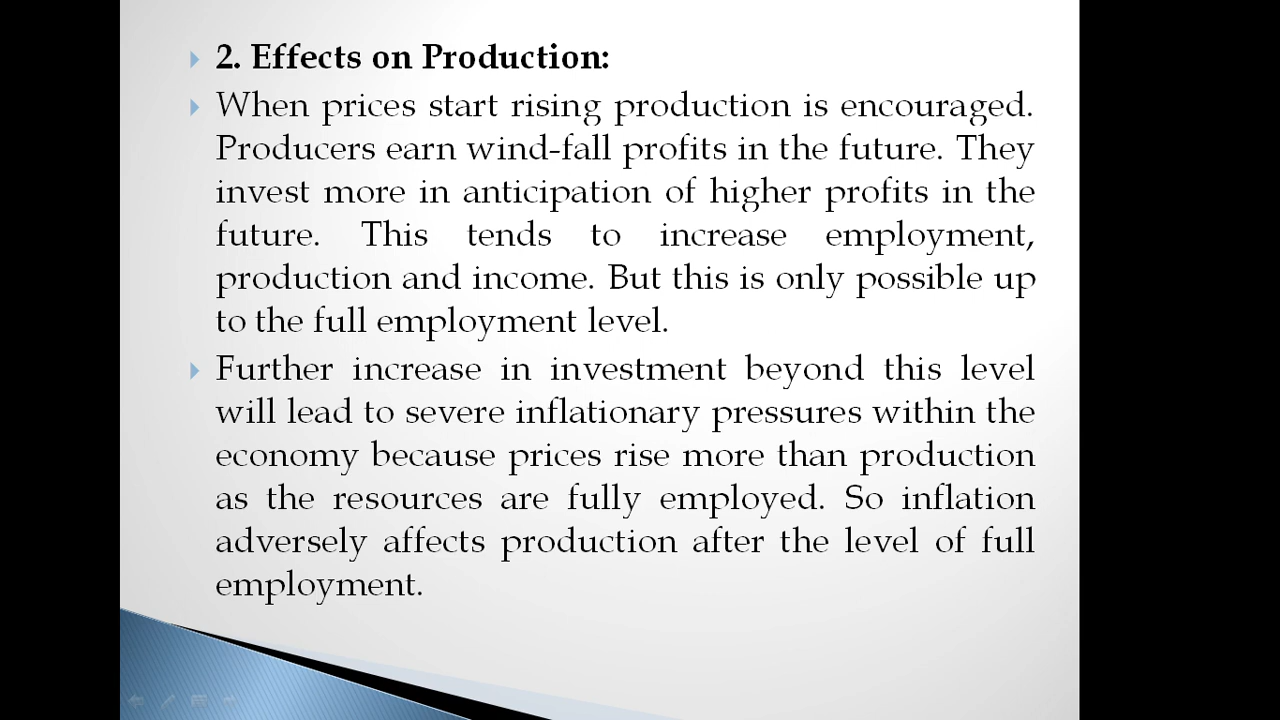 2. Effects on Production:
When prices start rising production is encouraged.
Producers earn wind-fall profits in the future. They
invest more in anticipation of higher profits in the
future. This tends to increase employment,
production and income. But this is only possible up
to the full employment level.
Further increase in investment beyond this level
will lead to severe inflationary pressures within the
economy because prices rise more than production
as the resources are fully employed. So inflation
adversely affects production after the level of full
employment.